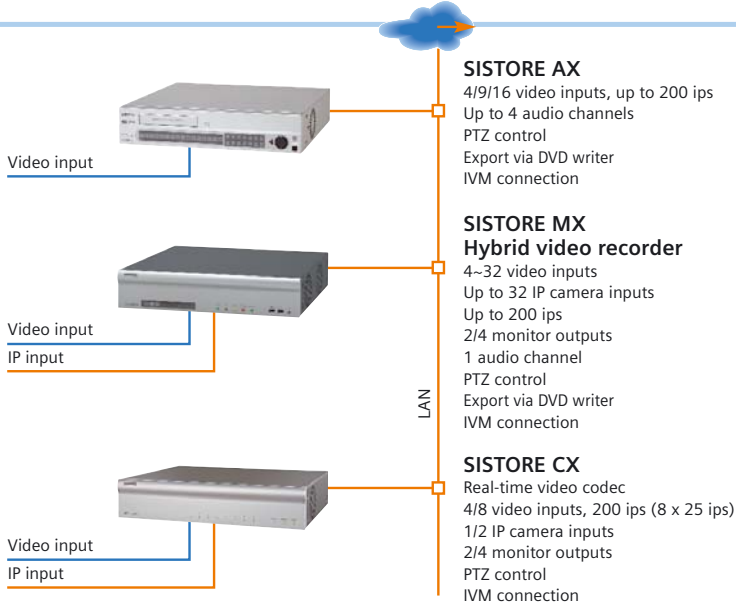 SISTORE AX
4/9/16 video inputs, up to 200 ips
Up to 4 audio channels
PTZ control
Export via DVD writer
IVM connection
Video input
SISTORE MX
Hybrid video recorder
4~32 video inputs
Up to 32 IP camera inputs
Up to 200 ips
2/4 monitor outputs
1 audio channel
PTZ control
Export via DVD writer
IVM connection
Video input
IP input
LAN
SISTORE CX
Real-time video codec
4/8 video inputs, 200 ips (8 x 25 ips)
1/2 IP camera inputs
2/4 monitor outputs
PTZ control
IVM connection
Video input
IP input